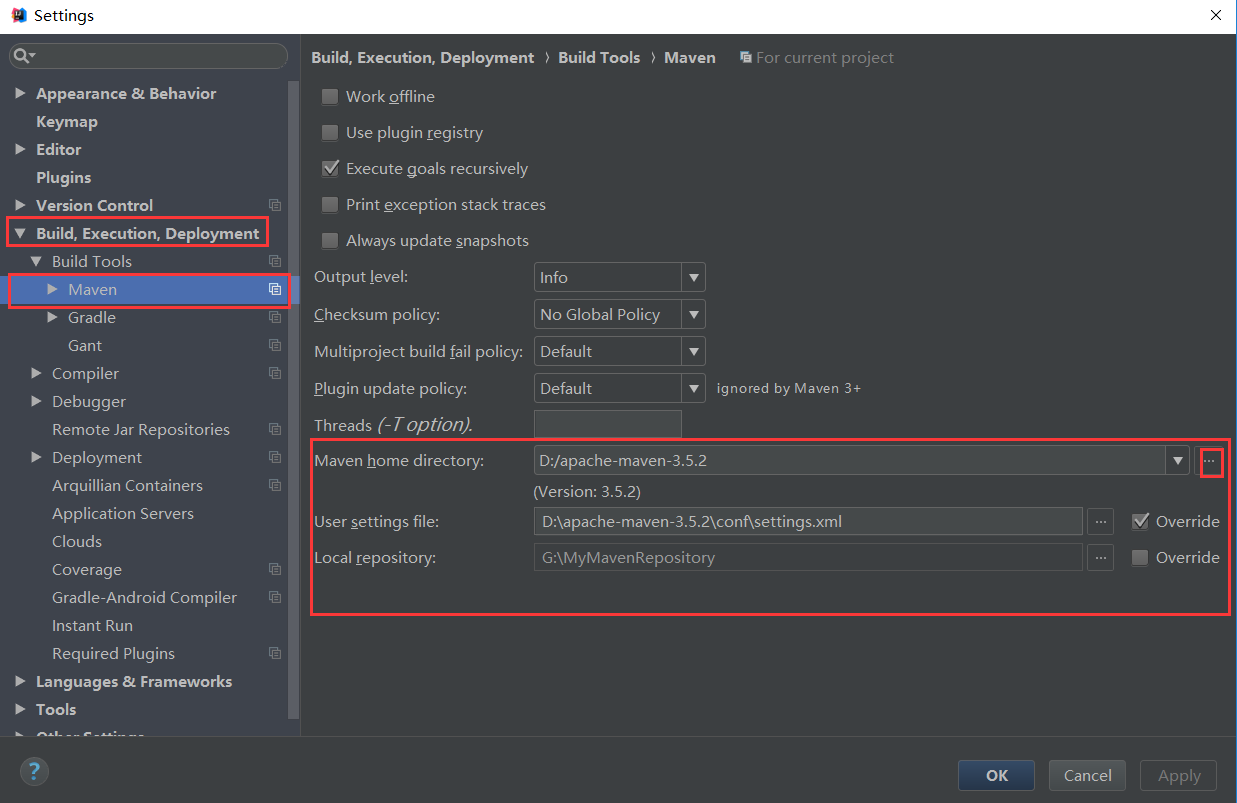 Settings
Appearance & Behavior
Keymap
Editor
Plugins
Version Control
Build, Execution, Deployment
Build Tools
Maven
Gradle
Gant
Compiler
Debugger
Remote Jar Repositories
Deployment
Arquillian Containers
Application Servers
Clouds
Coverage
Gradle-Android Compiler
Instant Run
Required Plugins
Languages & Frameworks
Tools
Other Settings
Build, Execution, Deployment › Build Tools › Maven For current project
Work offline
Use plugin registry
Execute goals recursively
Print exception stack traces
Always update snapshots
Output level: Info
Checksum policy: No Global Policy
Multiproject build fail policy: Default
Plugin update policy: Default ignored by Maven 3+
Threads (-T option).
Maven home directory: D:/apache-maven-3.5.2 ...
(Version: 3.5.2)
User settings file: D:\apache-maven-3.5.2\conf\settings.xml ... Override
Local repository: G:\MyMavenRepository ... Override
? OK Cancel Apply